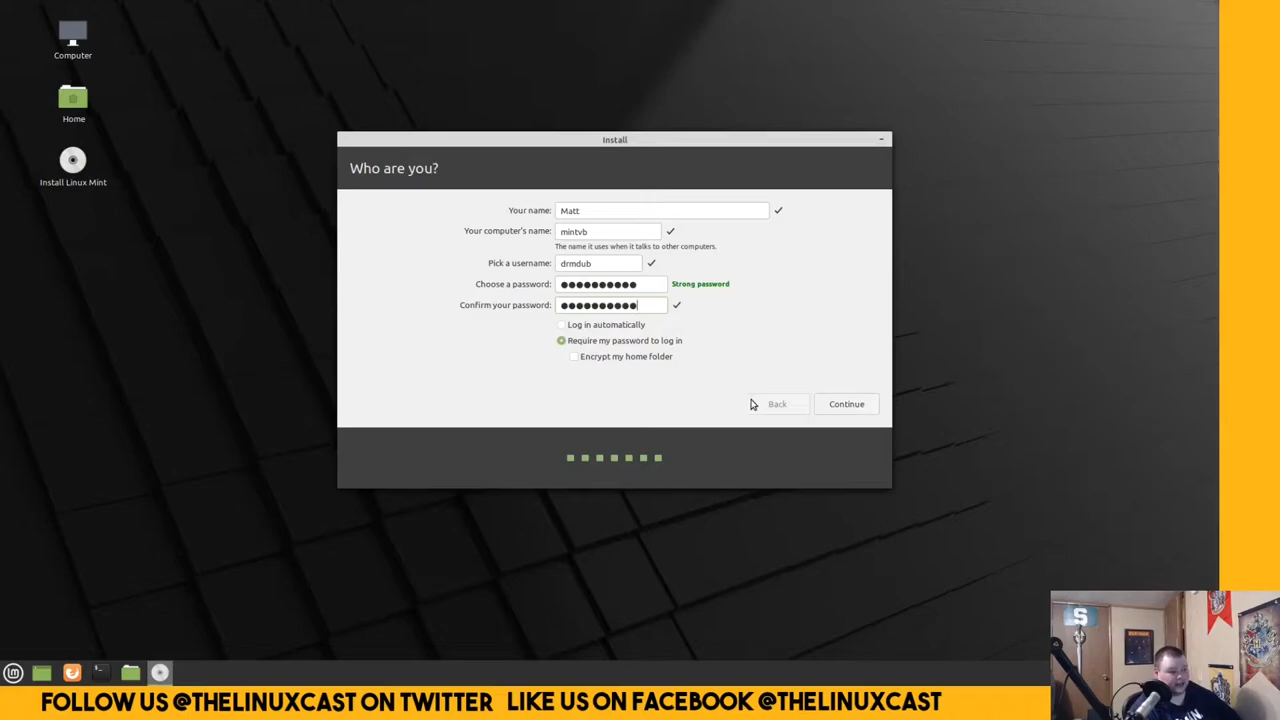 Computer
Home
Install Linux Mint
Install
Who are you?
Your name: Matt
Your computer's name: mintvb
The name it uses when it talks to other computers.
Pick a username: drmdub
Choose a password: ●●●●●●●●●● Strong password
Confirm your password: ●●●●●●●●●●
Log in automatically
Require my password to log in
Encrypt my home folder
Back Continue
S
FOLLOW US @THELINUXCAST ON TWITTER LIKE US ON FACEBOOK @THELINUXCAST